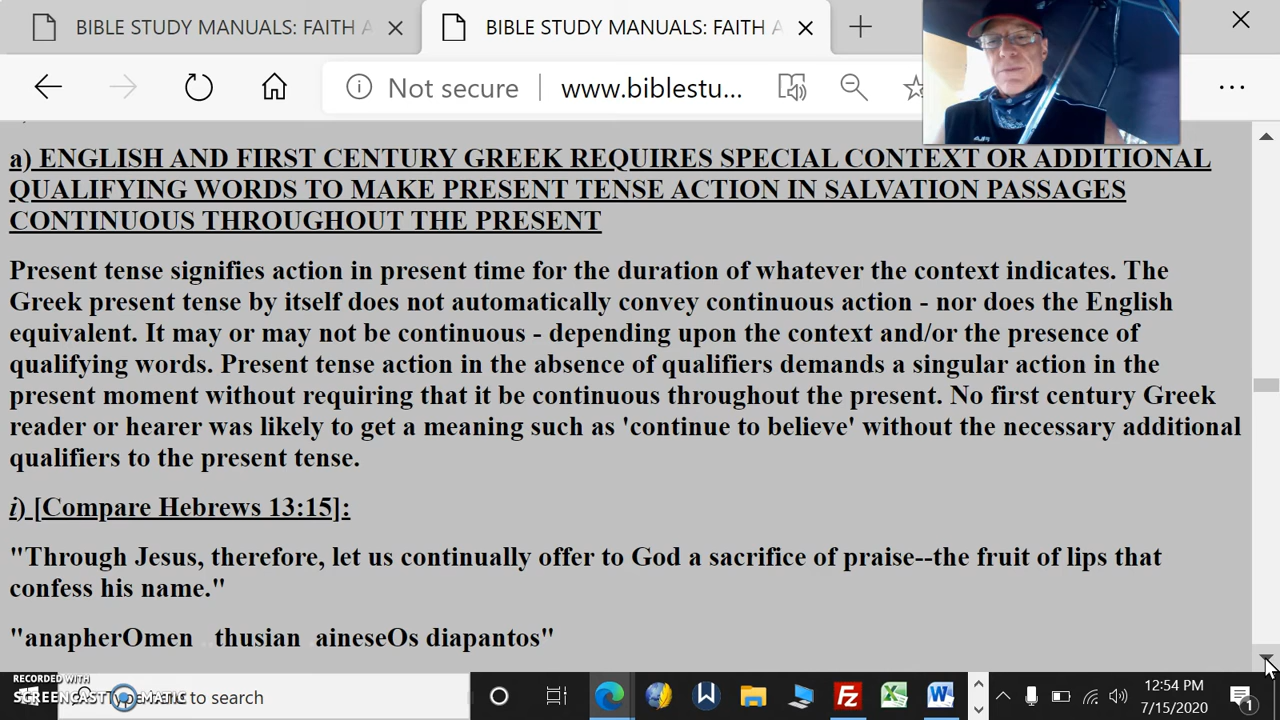 BIBLE STUDY MANUALS: FAITH A
BIBLE STUDY MANUALS: FAITH A
Not secure
www.biblestu...
a) ENGLISH AND FIRST CENTURY GREEK REQUIRES SPECIAL CONTEXT OR ADDITIONAL
QUALIFYING WORDS TO MAKE PRESENT TENSE ACTION IN SALVATION PASSAGES
CONTINUOUS THROUGHOUT THE PRESENT
Present tense signifies action in present time for the duration of whatever the context indicates. The
Greek present tense by itself does not automatically convey continuous action - nor does the English
equivalent. It may or may not be continuous - depending upon the context and/or the presence of
qualifying words. Present tense action in the absence of qualifiers demands a singular action in the
present moment without requiring that it be continuous throughout the present. No first century Greek
reader or hearer was likely to get a meaning such as 'continue to believe' without the necessary additional
qualifiers to the present tense.
i) [Compare Hebrews 13:15]:
"Through Jesus, therefore, let us continually offer to God a sacrifice of praise--the fruit of lips that
confess his name."
"anapherOmen thusian aineseOs diapantos"
RECORDED WITH
SCREENCAST MATIC
to search
12:54 PM
7/15/2020
1